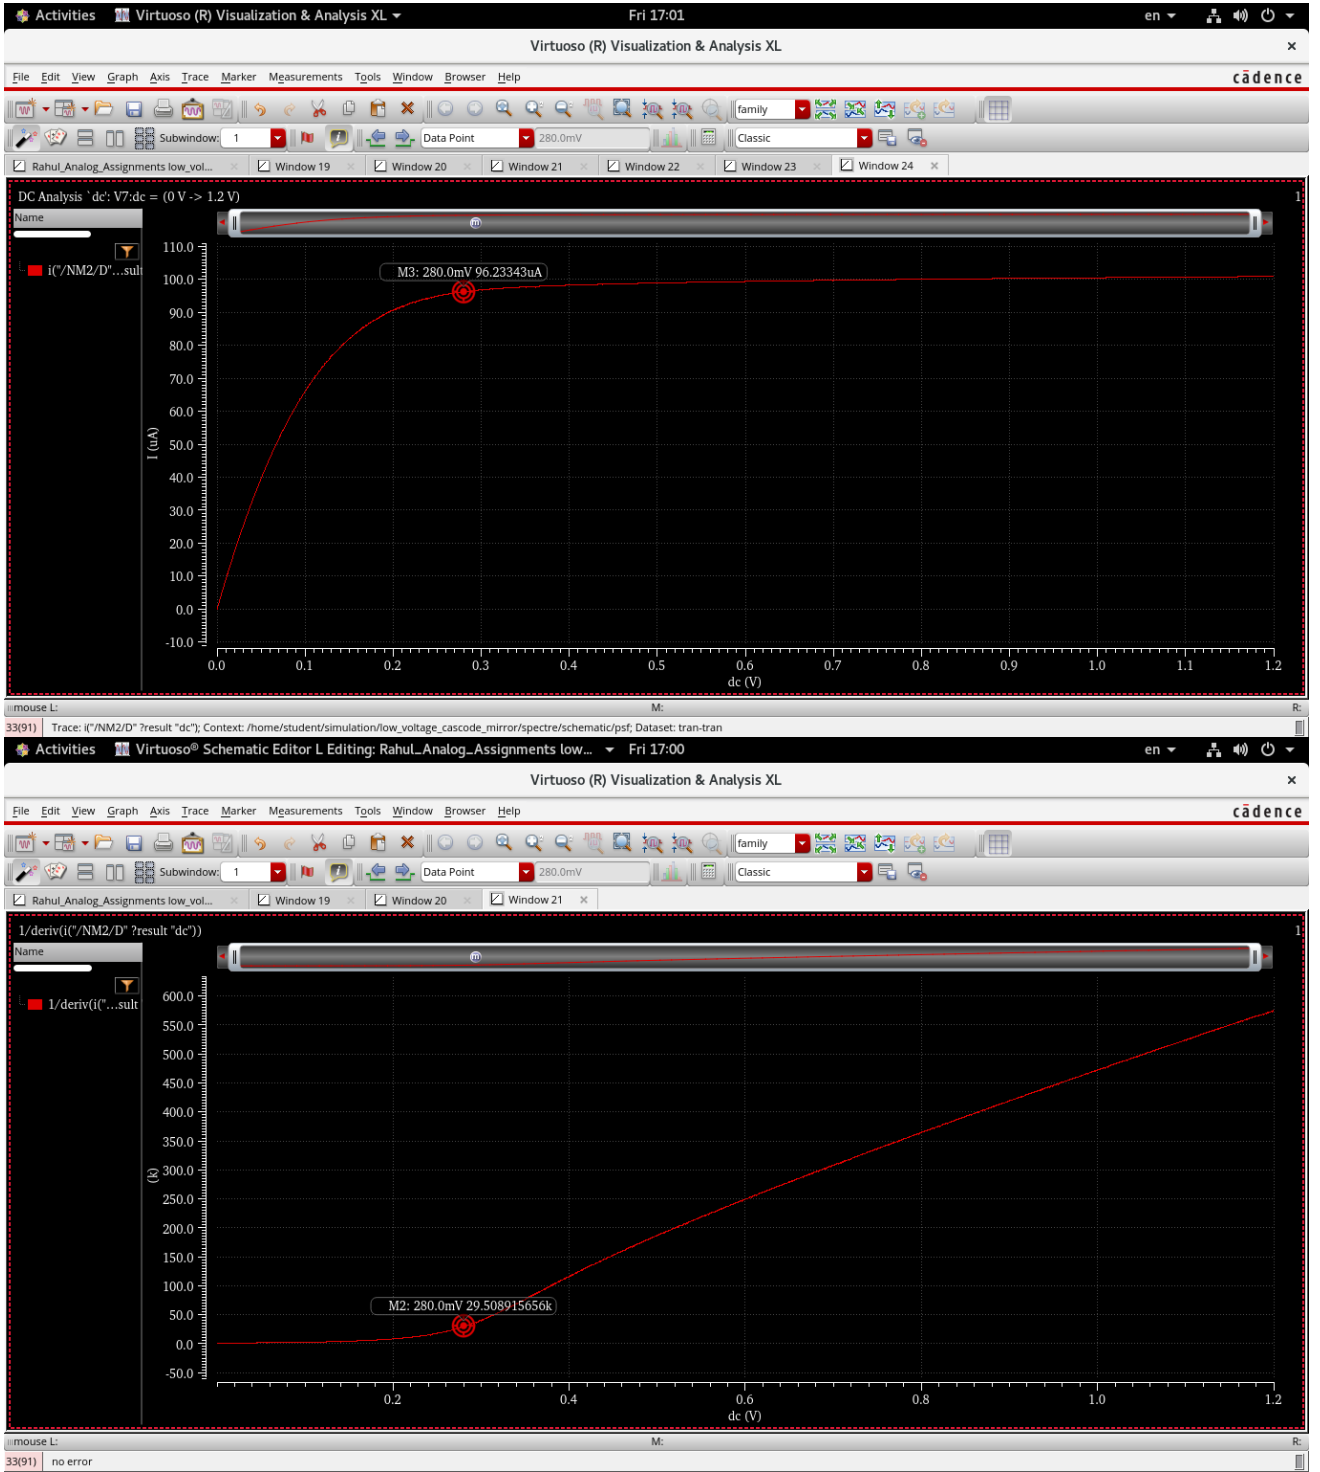 Activities Virtuoso (R) Visualization & Analysis XL Fri 17:01 en
Virtuoso (R) Visualization & Analysis XL ×
File Edit View Graph Axis Trace Marker Measurements Tools Window Browser Help cādence
family
Subwindow: 1 Data Point 280.0mV Classic
Rahul_Analog_Assignments low_vol... Window 19 Window 20 Window 21 Window 22 Window 23 Window 24
DC Analysis `dc': V7:dc = (0 V -> 1.2 V) 1
Name
i("/NM2/D"...sult
110.0
M3: 280.0mV 96.23343uA
100.0
90.0
80.0
70.0
60.0
50.0
I (uA)
40.0
30.0
20.0
10.0
0.0
-10.0
0.0 0.1 0.2 0.3 0.4 0.5 0.6 0.7 0.8 0.9 1.0 1.1 1.2
dc (V)
mouse L: M: R:
33(91) Trace: i("/NM2/D" ?result "dc"); Context: /home/student/simulation/low_voltage_cascode_mirror/spectre/schematic/psf; Dataset: tran-tran
Activities Virtuoso® Schematic Editor L Editing: Rahul_Analog_Assignments low... Fri 17:00 en
Virtuoso (R) Visualization & Analysis XL ×
File Edit View Graph Axis Trace Marker Measurements Tools Window Browser Help cādence
family
Subwindow: 1 Data Point 280.0mV Classic
Rahul_Analog_Assignments low_vol... Window 19 Window 20 Window 21
1/deriv(i("/NM2/D" ?result "dc")) 1
Name
1/deriv(i("...sult
600.0
550.0
500.0
450.0
400.0
350.0
(k)
300.0
250.0
200.0
150.0
100.0
M2: 280.0mV 29.508915656k
50.0
0.0
-50.0
0.2 0.4 0.6 0.8 1.0 1.2
dc (V)
mouse L: M: R:
33(91) no error